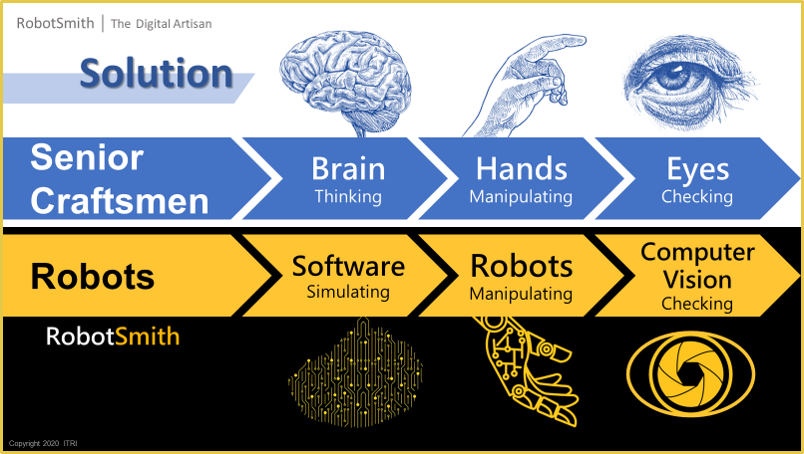 RobotSmith | The Digital Artisan
Solution
Senior
Craftsmen
Brain
Thinking
Hands
Manipulating
Eyes
Checking
Robots
Software
Simulating
Robots
Manipulating
Computer
Vision
Checking
RobotSmith
Copyright 2020 ITRI